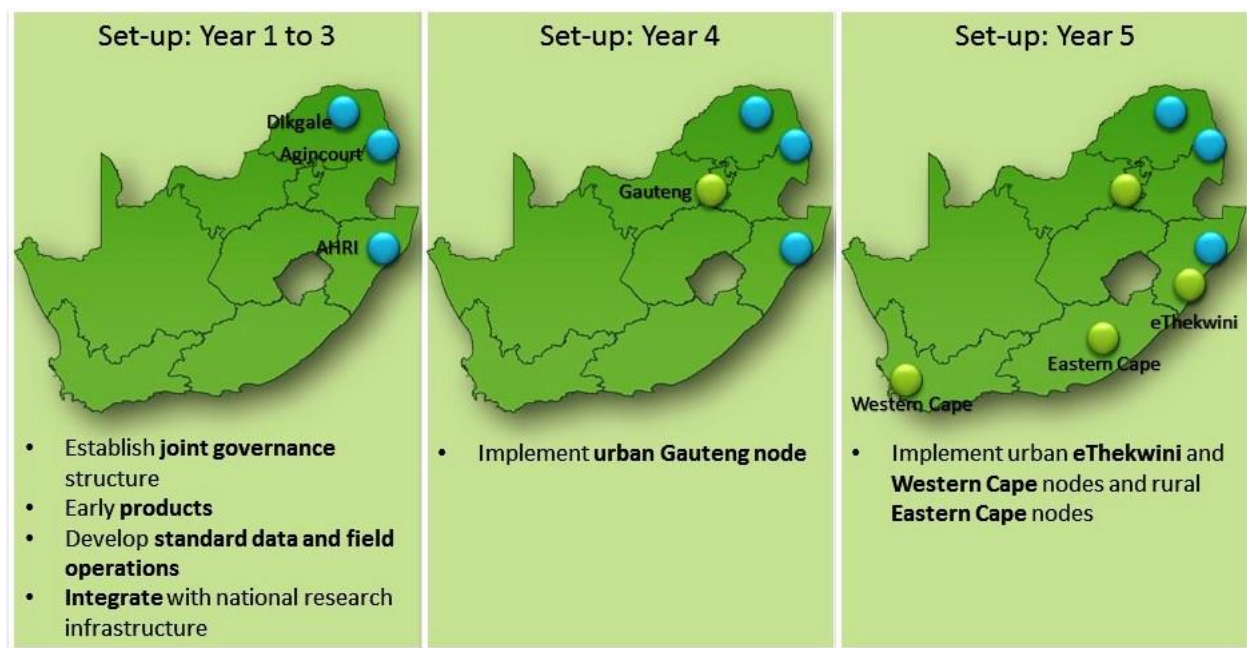 Set-up: Year 1 to 3
Dikgale
Agincourt
AHRI
• Establish joint governance
structure
• Early products
• Develop standard data and field
operations
• Integrate with national research
infrastructure
Set-up: Year 4
Gauteng
• Implement urban Gauteng node
Set-up: Year 5
eThekwini
Eastern Cape
Western Cape
• Implement urban eThekwini and
Western Cape nodes and rural
Eastern Cape nodes